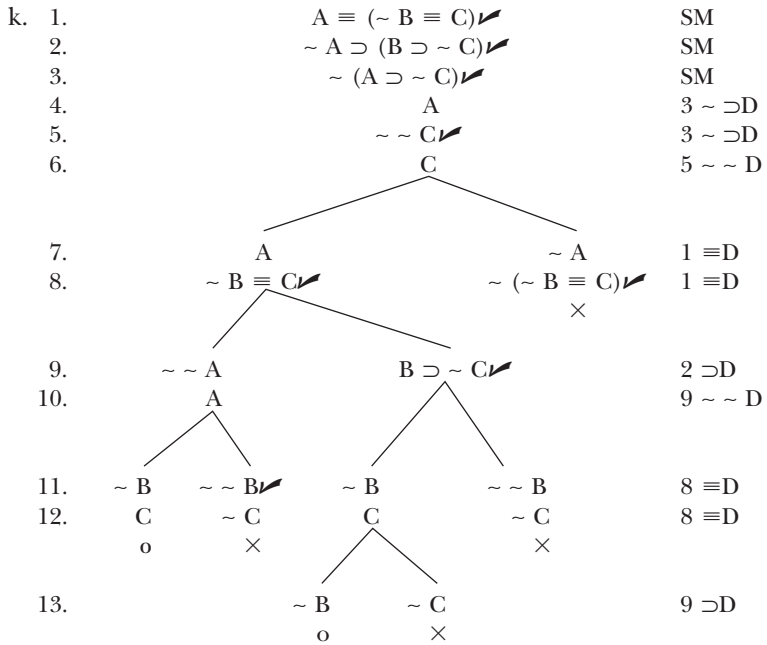 k. 1. A ≡ (~ B ≡ C)✔ SM
2. ~ A ⊃ (B ⊃ ~ C)✔ SM
3. ~ (A ⊃ ~ C)✔ SM
4. A 3 ~ ⊃D
5. ~ ~ C✔ 3 ~ ⊃D
6. C 5 ~ ~ D
7. A ~ A 1 ≡D
8. ~ B ≡ C✔ ~ (~ B ≡ C)✔ 1 ≡D
×
9. ~ ~ A B ⊃ ~ C✔ 2 ⊃D
10. A 9 ~ ~ D
11. ~ B ~ ~ B✔ ~ B ~ ~ B 8 ≡D
12. C ~ C C ~ C 8 ≡D
o × ×
13. ~ B ~ C 9 ⊃D
o ×